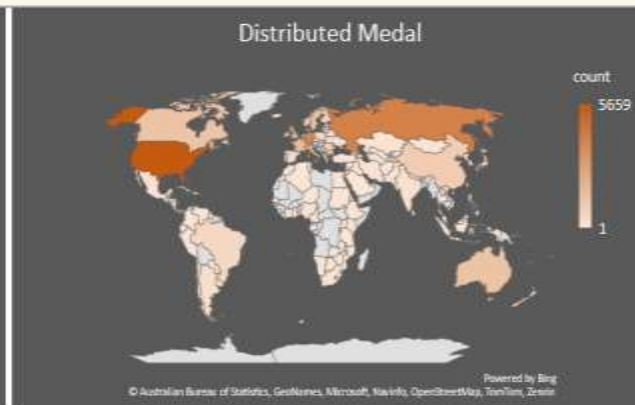 Distributed Medal
count
5659
1
Powered by Bing
© Australian Bureau of Statistics, GeoNames, Microsoft, Navinfo, OpenStreetMap, TomTom, Zenrin